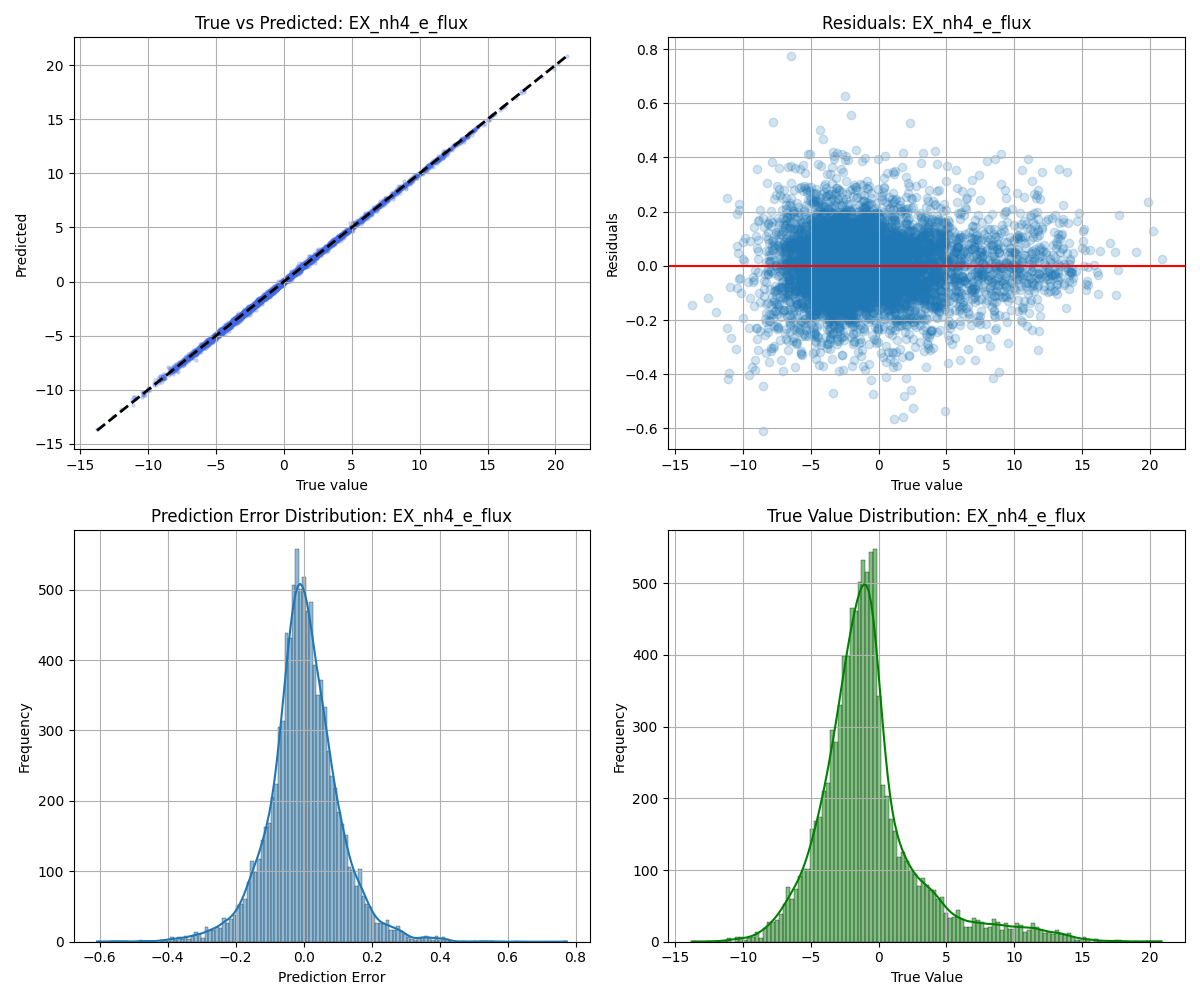 True vs Predicted: EX_nh4_e_flux
20
15
10
5
0
−5
−10
−15
Predicted
−15 −10 −5 0 5 10 15 20
True value
Residuals: EX_nh4_e_flux
0.8
0.6
0.4
0.2
0.0
−0.2
−0.4
−0.6
Residuals
−15 −10 −5 0 5 10 15 20
True value
Prediction Error Distribution: EX_nh4_e_flux
500
400
300
200
100
0
Frequency
−0.6 −0.4 −0.2 0.0 0.2 0.4 0.6 0.8
Prediction Error
True Value Distribution: EX_nh4_e_flux
500
400
300
200
100
0
Frequency
−15 −10 −5 0 5 10 15 20
True Value